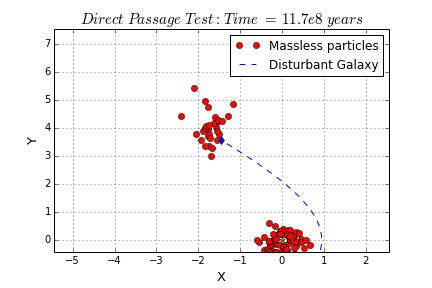 Direct Passage Test: Time = 11.7e8 years
Massless particles
Disturbant Galaxy
Y
7
6
5
4
3
2
1
0
−5 −4 −3 −2 −1 0 1 2
X